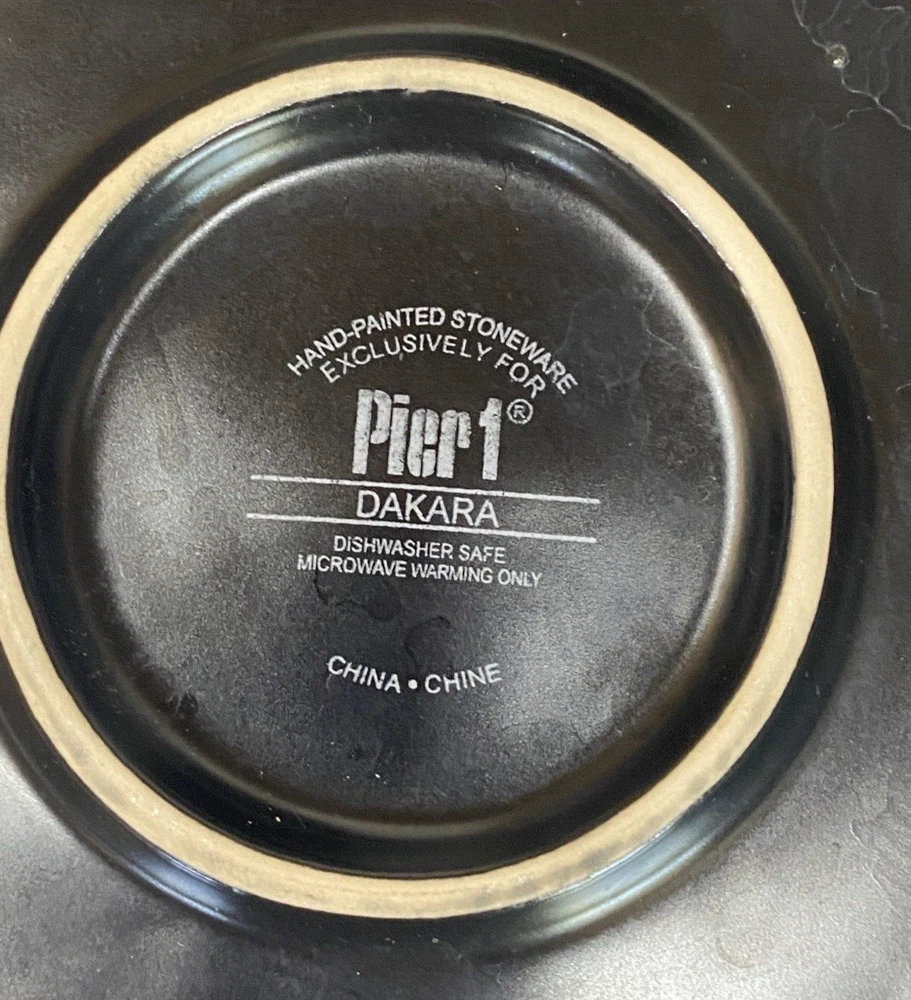 HAND-PAINTED STONEWARE
EXCLUSIVELY FOR
Pier 1®
DAKARA
DISHWASHER SAFE
MICROWAVE WARMING ONLY
CHINA • CHINE